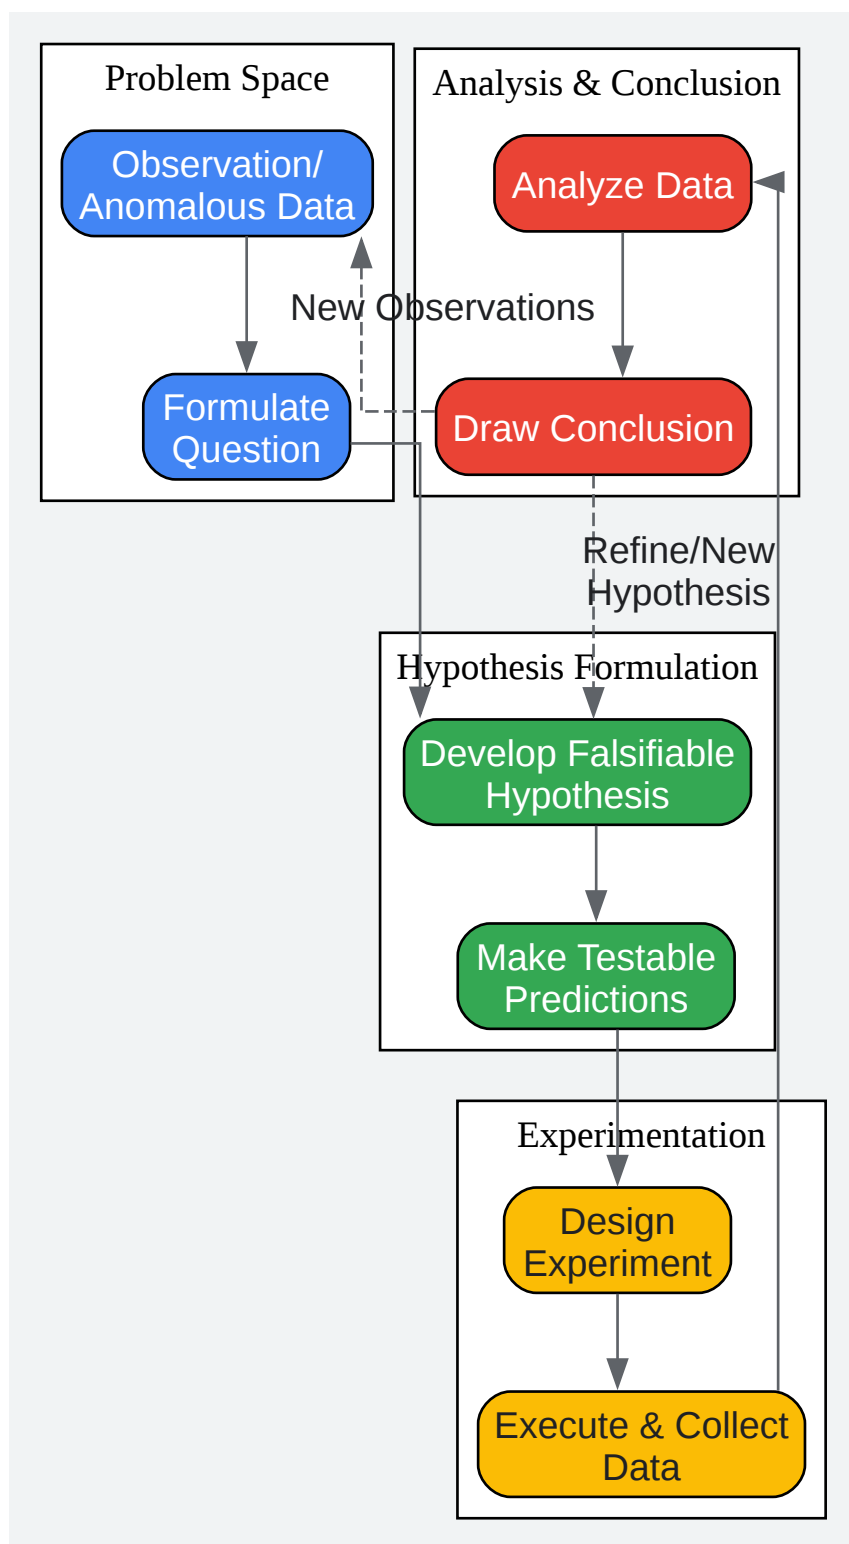 Problem Space
Observation/
Anomalous Data
Formulate
Question
Analysis & Conclusion
Analyze Data
New Observations
Draw Conclusion
Refine/New
Hypothesis
Hypothesis Formulation
Develop Falsifiable
Hypothesis
Make Testable
Predictions
Experimentation
Design
Experiment
Execute & Collect
Data